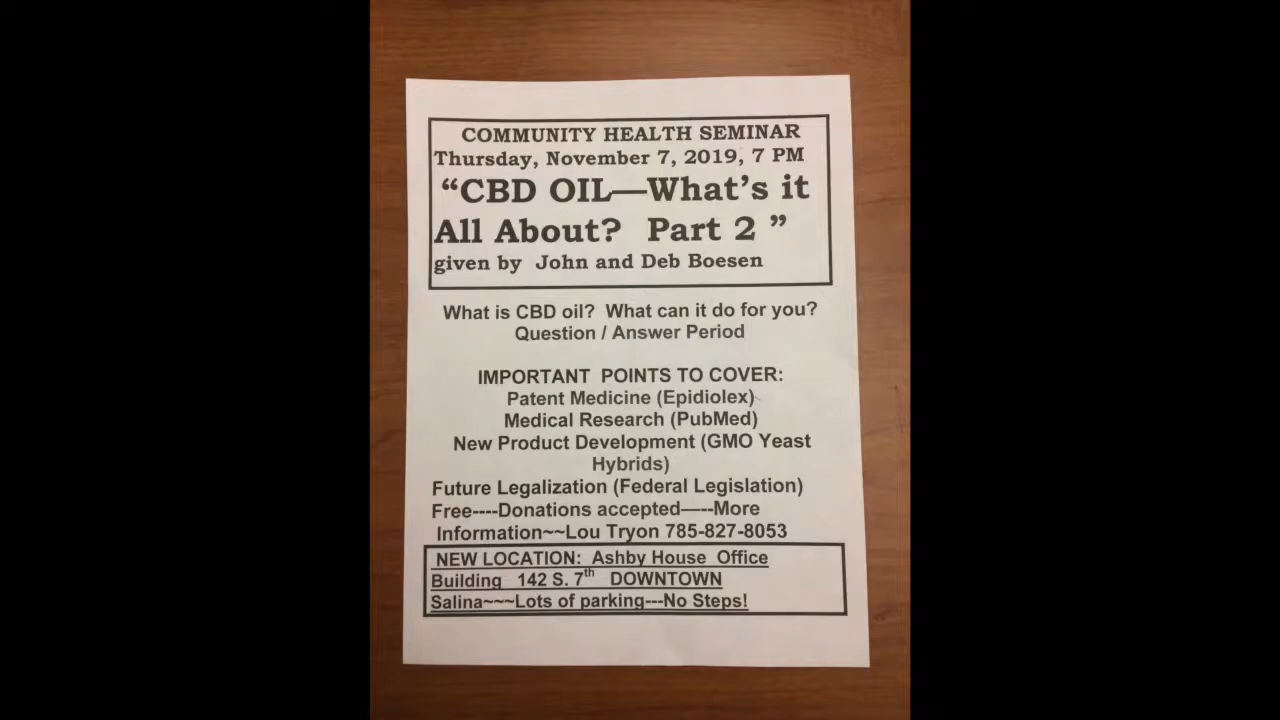 COMMUNITY HEALTH SEMINAR
Thursday, November 7, 2019, 7 PM
“CBD OIL—What’s it
All About?  Part 2 ”
given by  John and Deb Boesen
What is CBD oil?  What can it do for you?
Question / Answer Period
IMPORTANT  POINTS TO COVER:
Patent Medicine (Epidiolex)
Medical Research (PubMed)
New Product Development (GMO Yeast
Hybrids)
Future Legalization (Federal Legislation)
Free----Donations accepted—--More
Information~~Lou Tryon 785-827-8053
NEW LOCATION:  Ashby House  Office
Building   142 S. 7th   DOWNTOWN
Salina~~~Lots of parking---No Steps!